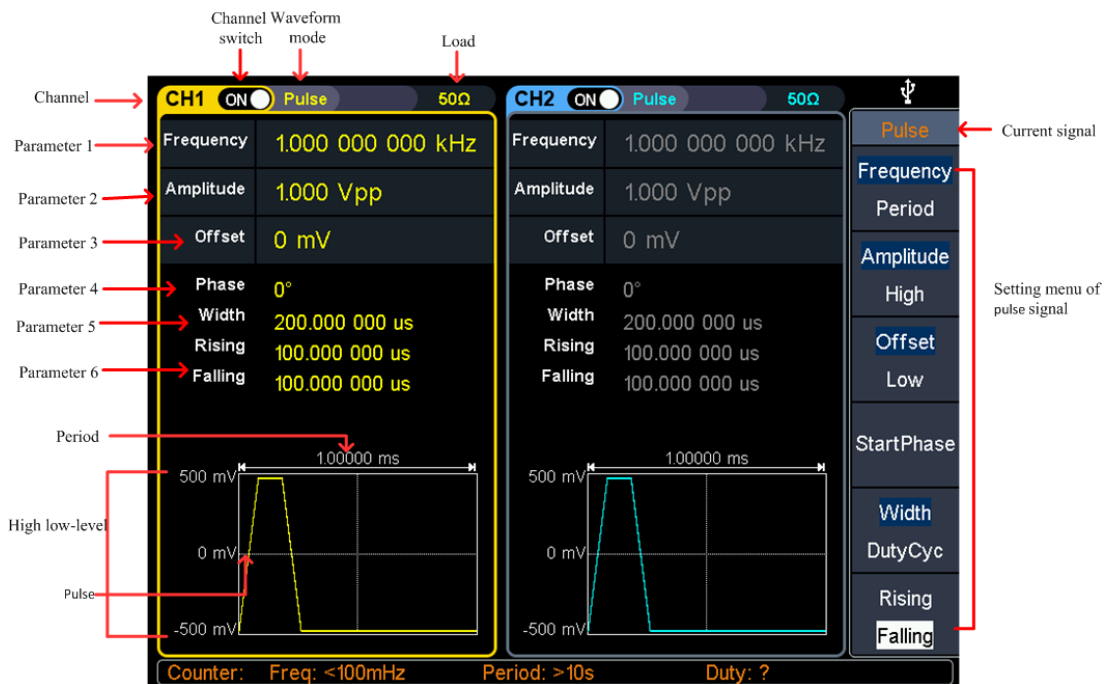 Channel Waveform
switch mode
Load
Channel
CH1 ON Pulse 50Ω
CH2 ON Pulse 50Ω
Pulse
Current signal
Parameter 1
Frequency 1.000 000 000 kHz
Frequency 1.000 000 000 kHz
Frequency
Period
Parameter 2
Amplitude 1.000 Vpp
Amplitude 1.000 Vpp
Parameter 3
Offset 0 mV
Offset 0 mV
Amplitude
High
Parameter 4
Phase 0°
Phase 0°
Setting menu of
pulse signal
Parameter 5
Width 200.000 000 us
Width 200.000 000 us
Rising 100.000 000 us
Rising 100.000 000 us
Offset
Low
Parameter 6
Falling 100.000 000 us
Falling 100.000 000 us
StartPhase
Period
1.00000 ms
1.00000 ms
500 mV
500 mV
Width
DutyCyc
High low-level
0 mV
0 mV
Pulse
Rising
Falling
-500 mV
-500 mV
Counter: Freq: <100mHz Period: >10s Duty: ?